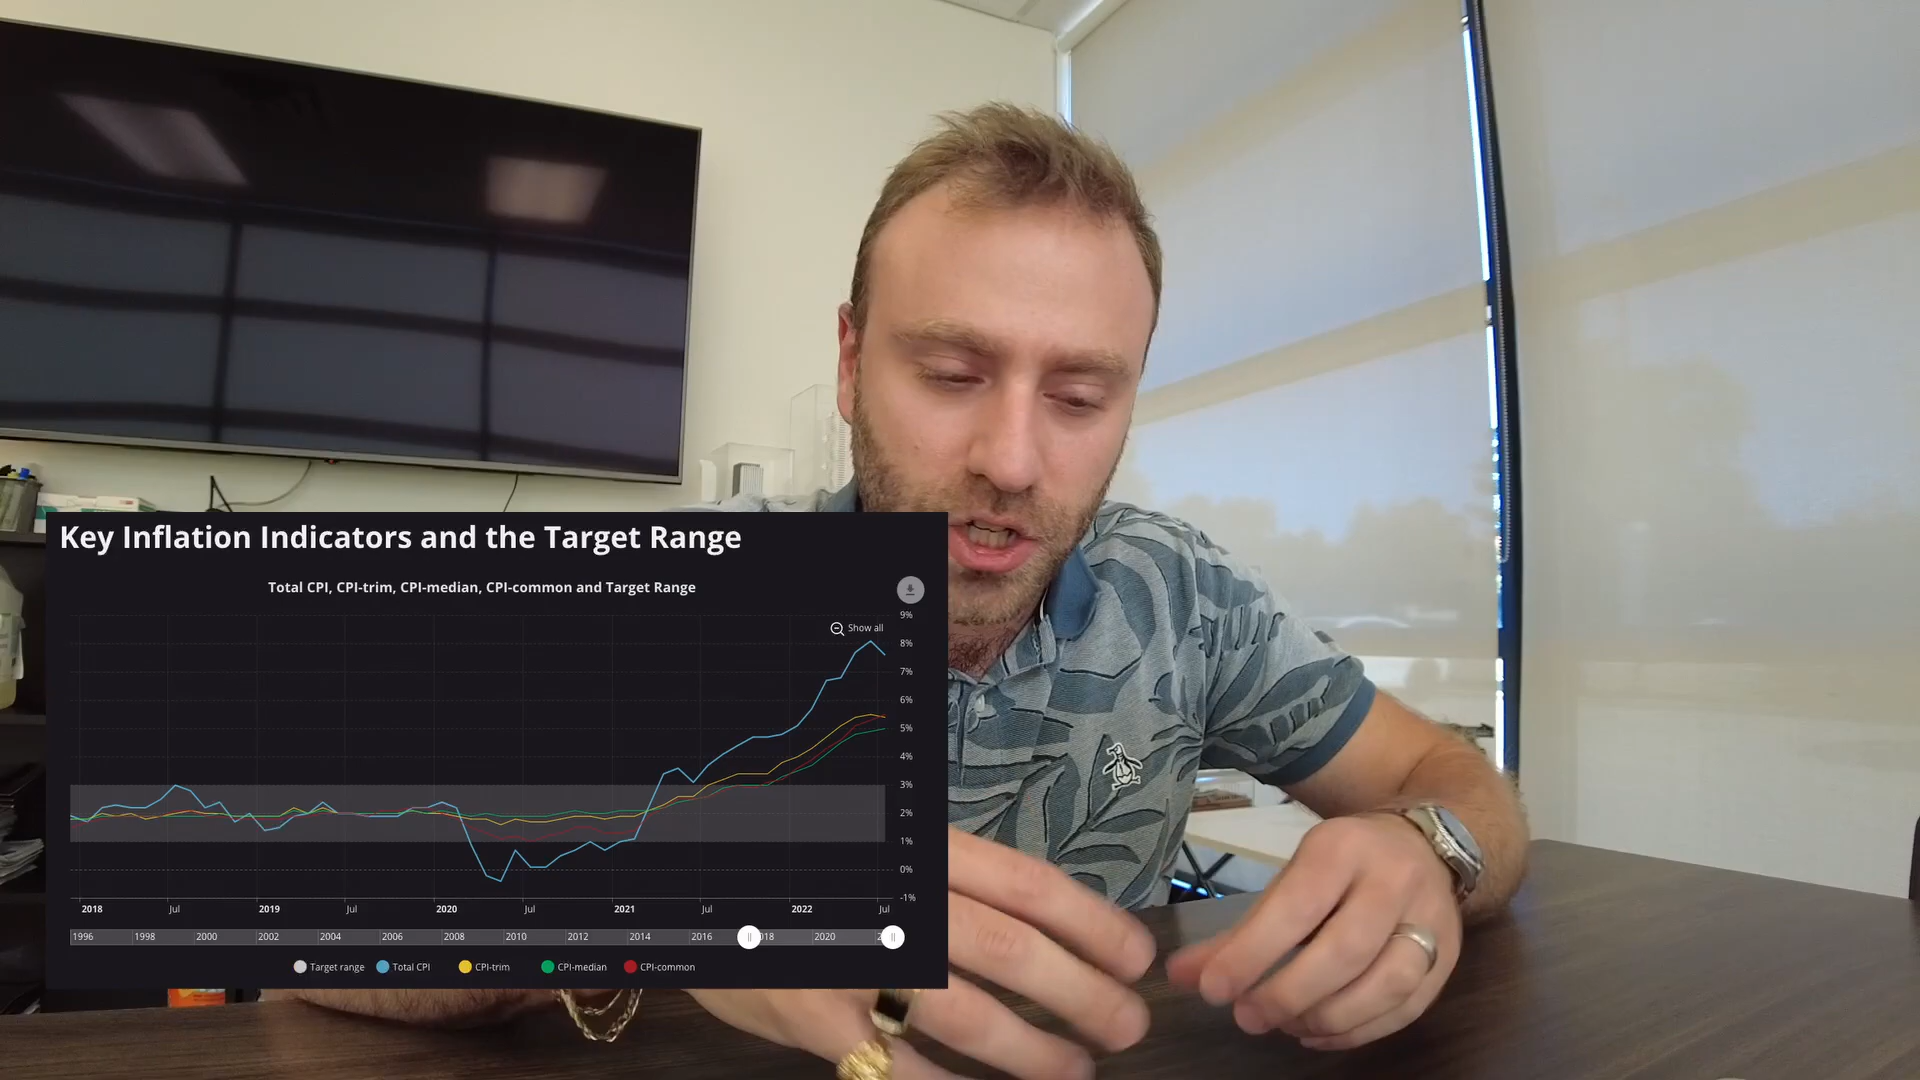 Key Inflation Indicators and the Target Range
Total CPI, CPI-trim, CPI-median, CPI-common and Target Range
9%
Show all
8%
7%
6%
5%
4%
3%
2%
1%
0%
-1%
2018 Jul 2019 Jul 2020 Jul 2021 Jul 2022 Jul
1996 1998 2000 2002 2004 2006 2008 2010 2012 2014 2016 018 2020 2
Target range Total CPI CPI-trim CPI-median CPI-common